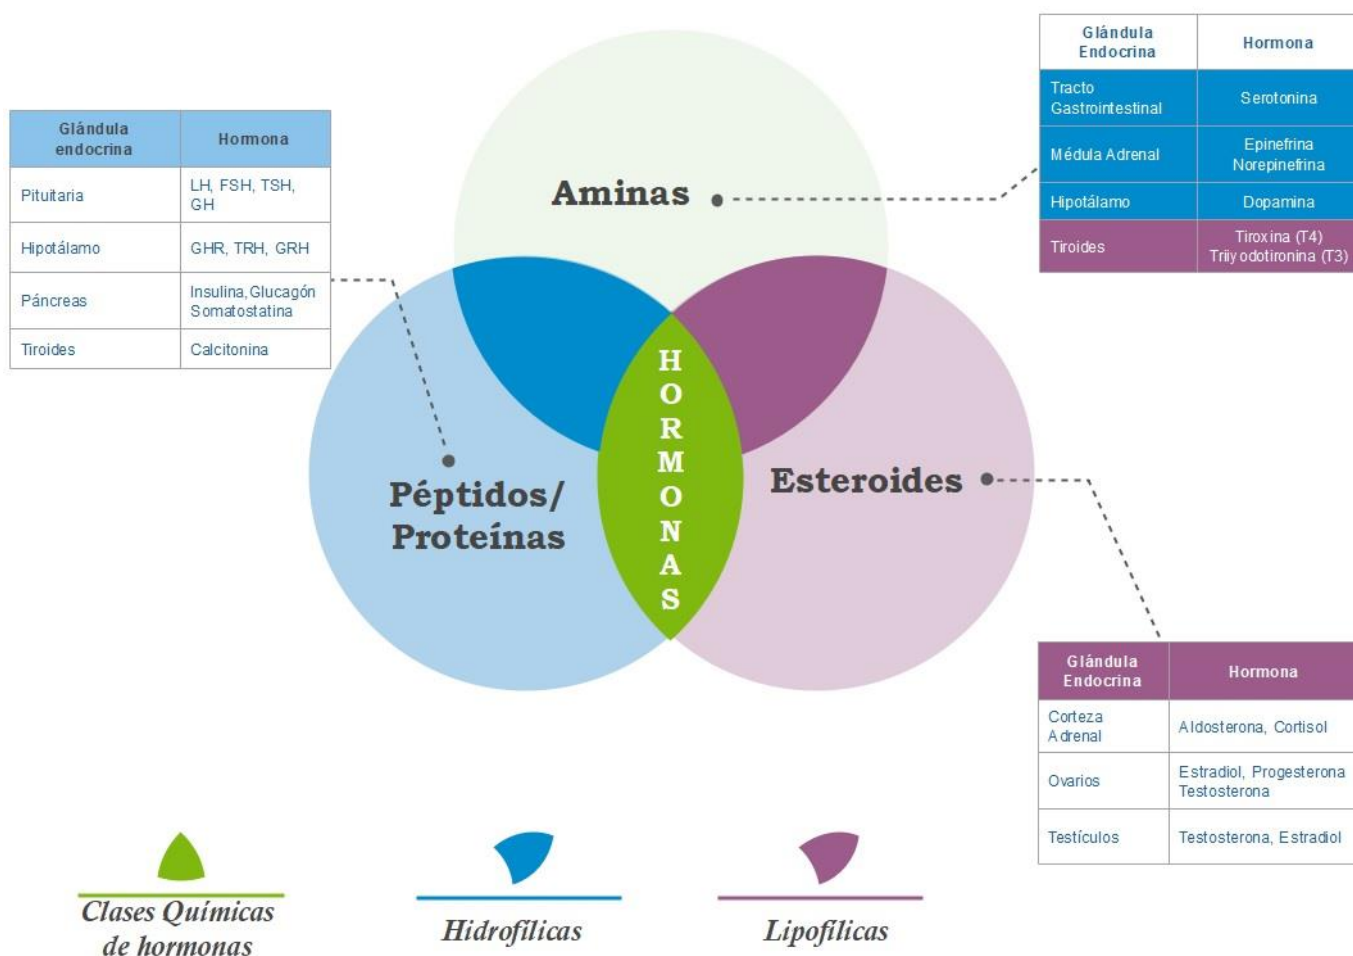 Glándula
Endocrina
Hormona
Tracto
Gastrointestinal
Serotonina
Médula Adrenal
Epinefrina
Norepinefrina
Hipotálamo
Dopamina
Tiroides
Tiroxina (T4)
Triiyodotironina (T3)
Glándula
endocrina
Hormona
Pituitaria
LH, FSH, TSH,
GH
Hipotálamo
GHR, TRH, GRH
Páncreas
Insulina,Glucagón
Somatostatina
Tiroides
Calcitonina
Aminas
Péptidos/
Proteínas
HORMONAS
Esteroides
Glándula
Endocrina
Hormona
Corteza
Adrenal
Aldosterona, Cortisol
Ovarios
Estradiol, Progesterona
Testosterona
Testículos
Testosterona, Estradiol
Clases Químicas
de hormonas
Hidrofílicas
Lipofílicas